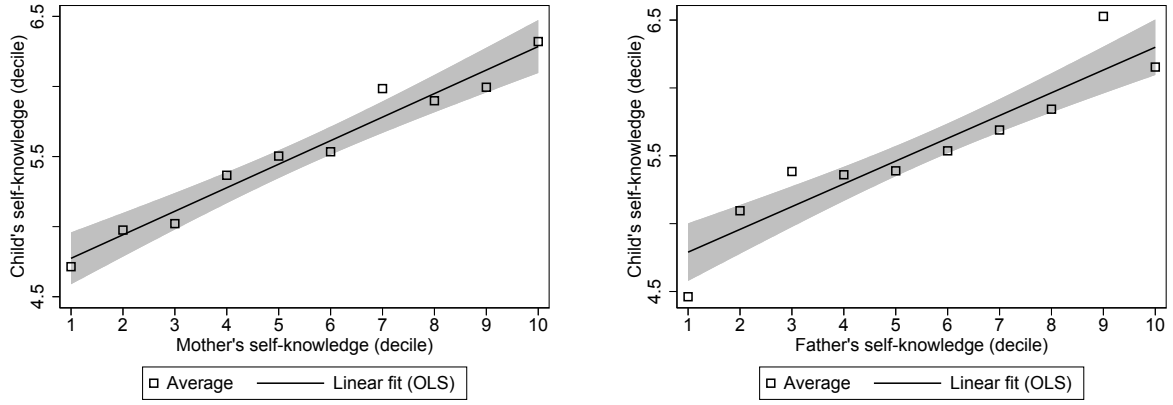 Child's self-knowledge (decile)
6.5
5.5
4.5
1 2 3 4 5 6 7 8 9 10
Mother's self-knowledge (decile)
Average Linear fit (OLS)
Child's self-knowledge (decile)
6.5
5.5
4.5
1 2 3 4 5 6 7 8 9 10
Father's self-knowledge (decile)
Average Linear fit (OLS)